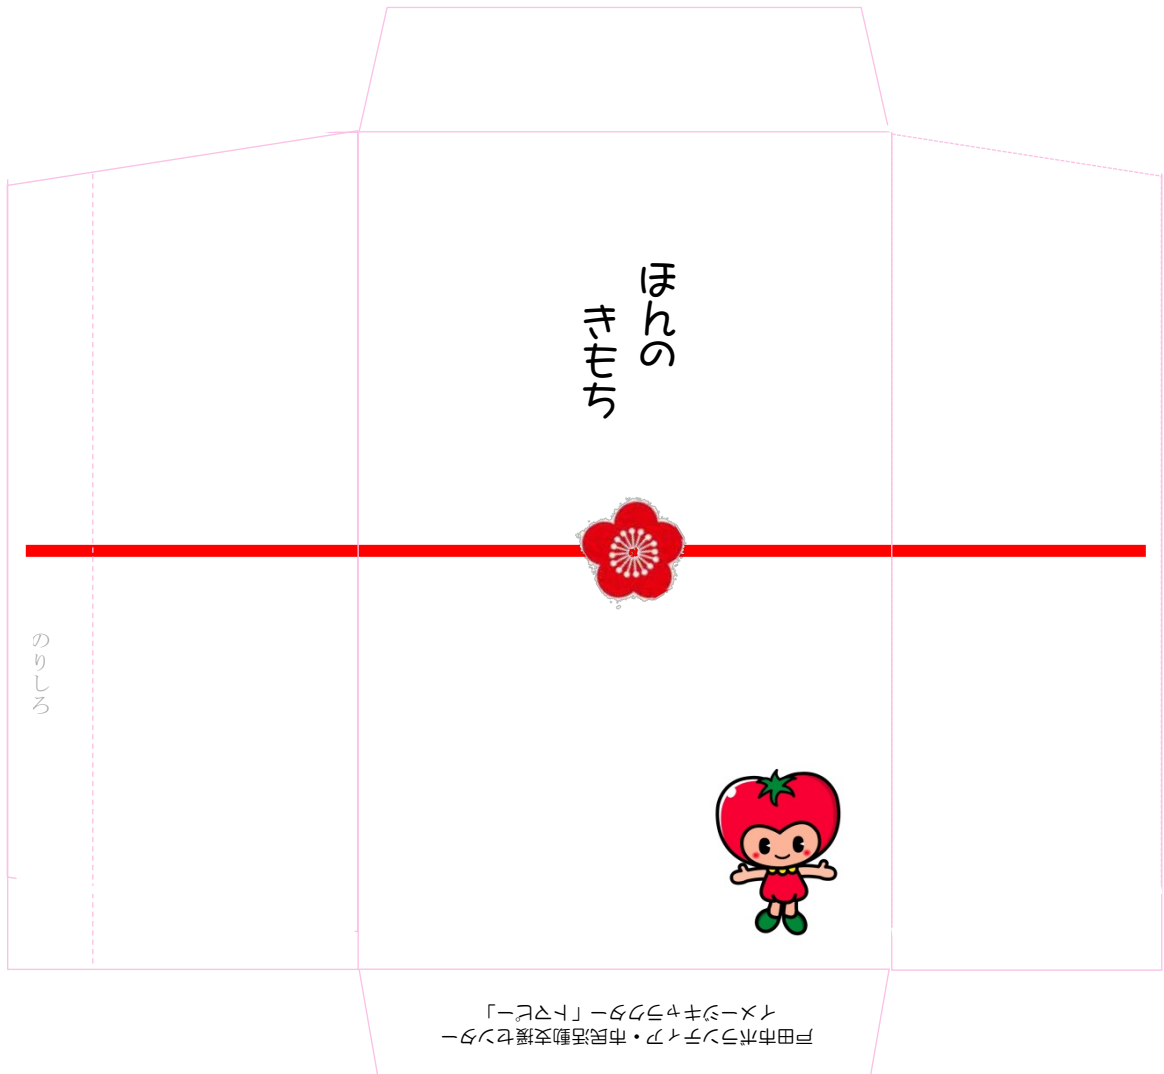 ほんの
きもち
のりしろ
戸田市ボランティア・市民活動支援センター
イメージキャラクター「トマピー」